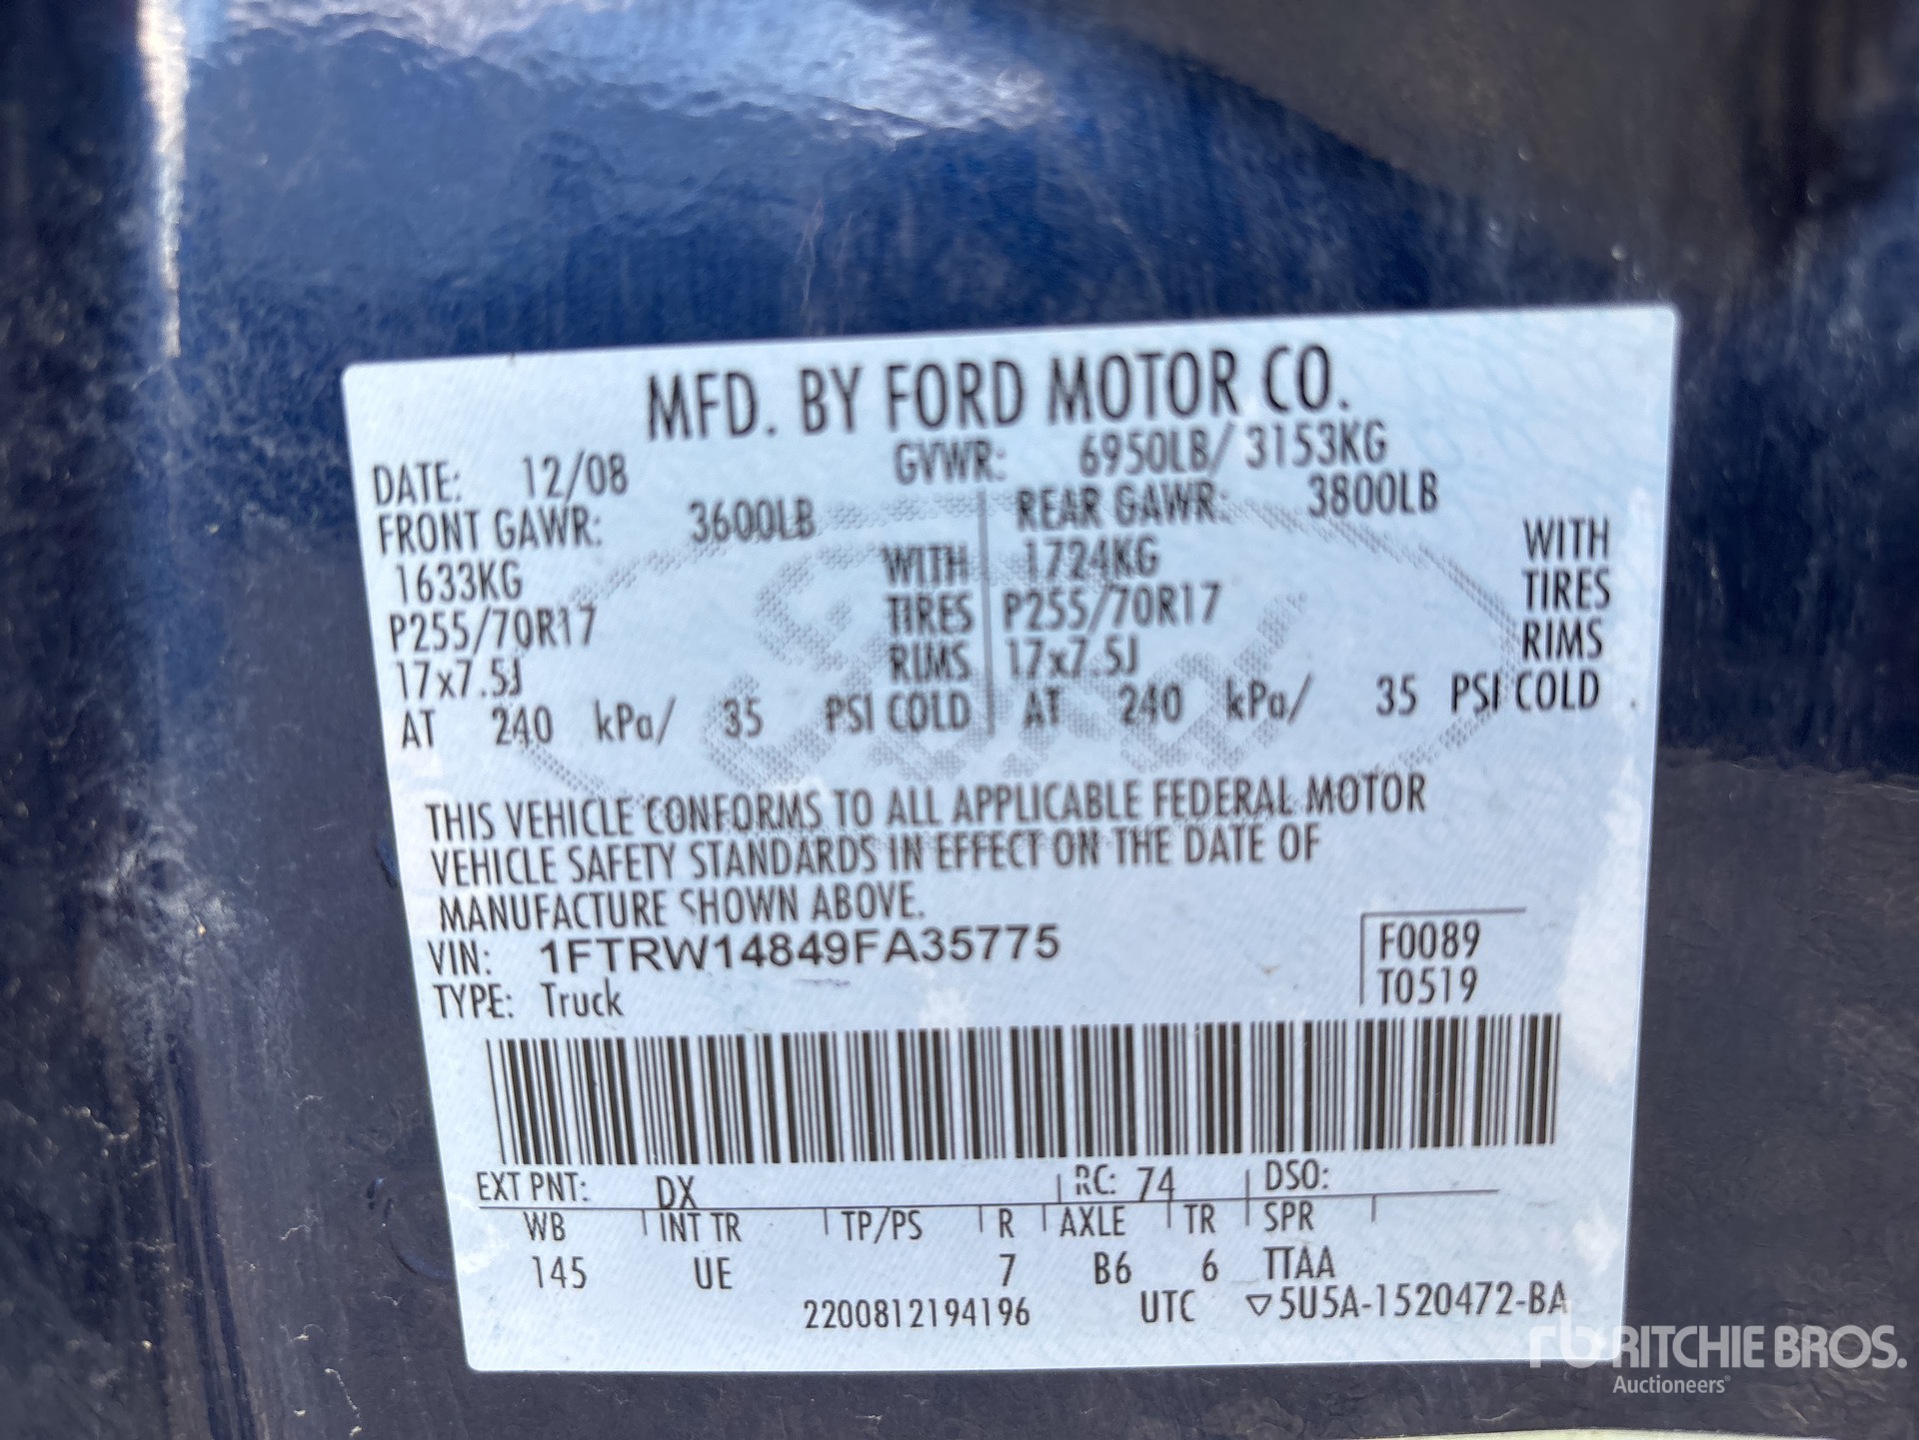 MFD. BY FORD MOTOR CO.
DATE: 12/08 GVWR: 6950LB/ 3153KG
FRONT GAWR: 3600LB REAR GAWR: 3800LB
1633KG WITH 1724KG WITH
P255/70R17 TIRES P255/70R17 TIRES
17x7.5J RIMS 17x7.5J RIMS
AT 240 kPa/ 35 PSI COLD AT 240 kPa/ 35 PSI COLD
THIS VEHICLE CONFORMS TO ALL APPLICABLE FEDERAL MOTOR
VEHICLE SAFETY STANDARDS IN EFFECT ON THE DATE OF
MANUFACTURE SHOWN ABOVE.
VIN: 1FTRW14849FA35775 F0089
TYPE: Truck T0519
EXT PNT: DX RC: 74 DSO:
WB INT TR TP/PS R AXLE TR SPR
145 UE 7 B6 6 TTAA
2200812194196 UTC ▽5U5A-1520472-BA
rb RITCHIE BROS.
Auctioneers